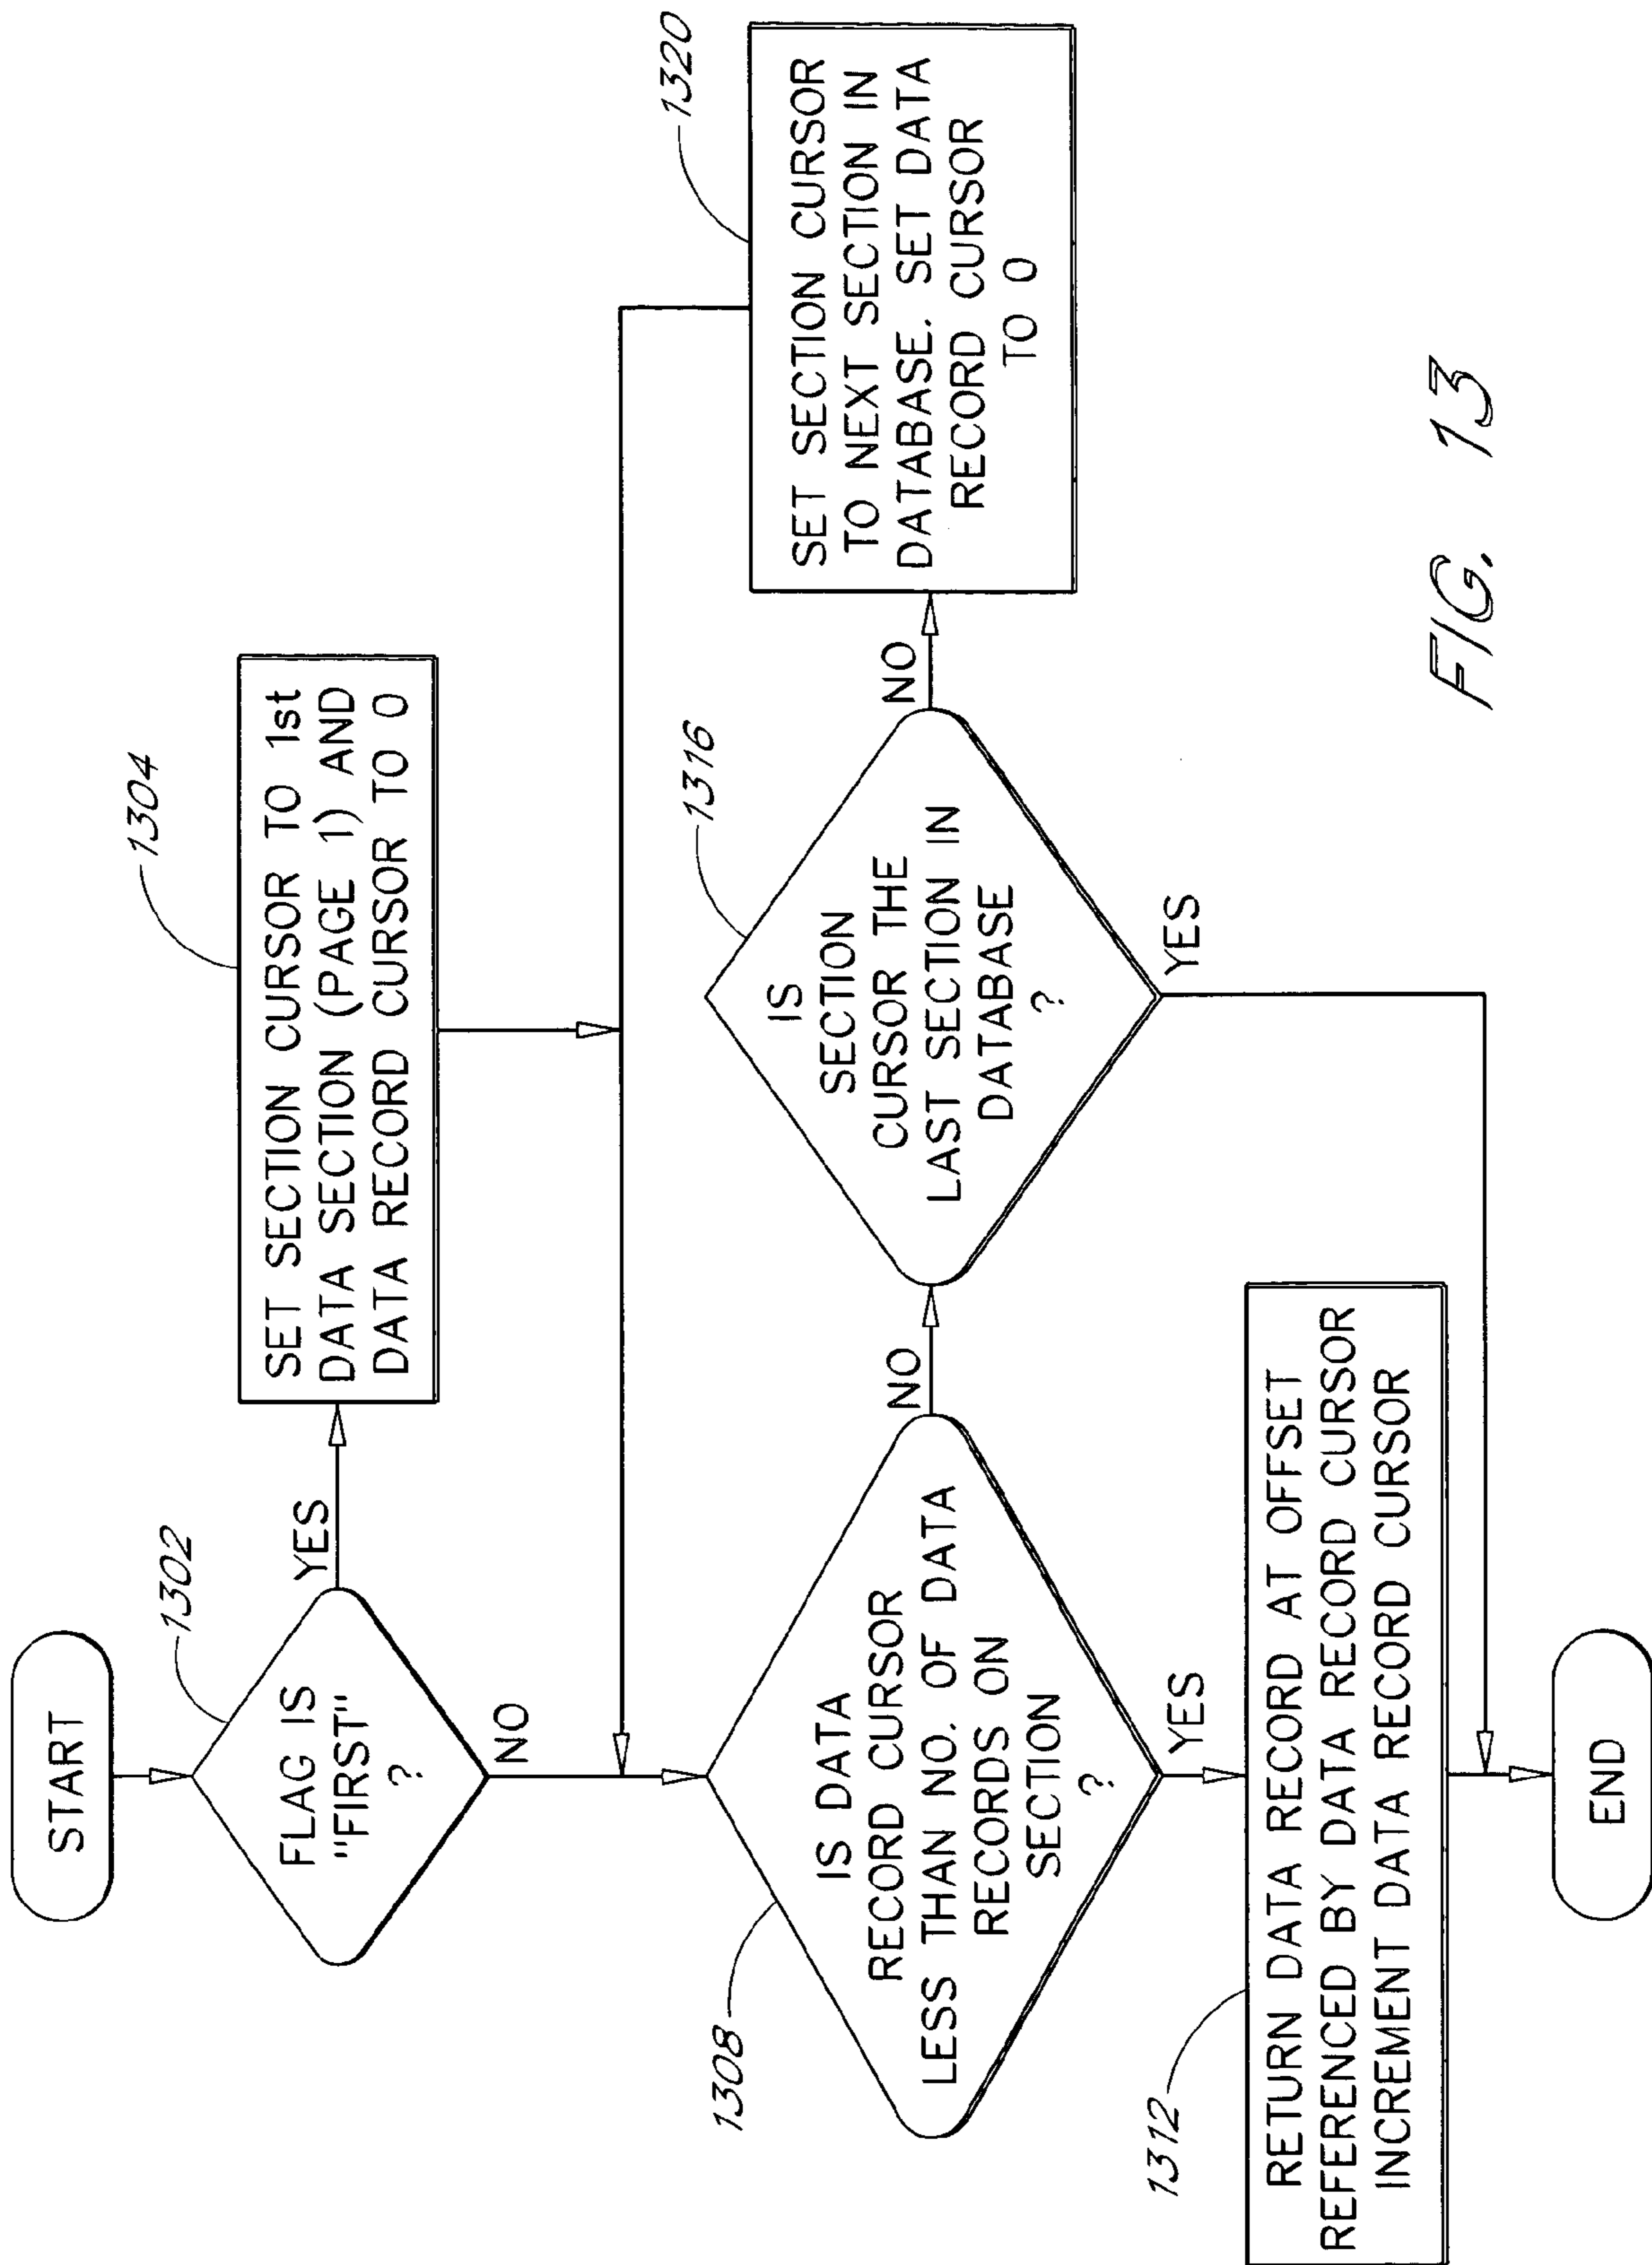 START
1302
FLAG IS
"FIRST"
?
YES
NO
1304
SET SECTION CURSOR TO 1st
DATA SECTION (PAGE 1) AND
DATA RECORD CURSOR TO 0
1308
IS DATA
RECORD CURSOR
LESS THAN NO. OF DATA
RECORDS ON
SECTION
?
NO
YES
1316
IS
SECTION
CURSOR THE
LAST SECTION IN
DATABASE
?
NO
YES
1320
SET SECTION CURSOR
TO NEXT SECTION IN
DATABASE. SET DATA
RECORD CURSOR
TO 0
1312
RETURN DATA RECORD AT OFFSET
REFERENCED BY DATA RECORD CURSOR
INCREMENT DATA RECORD CURSOR
END
FIG. 13